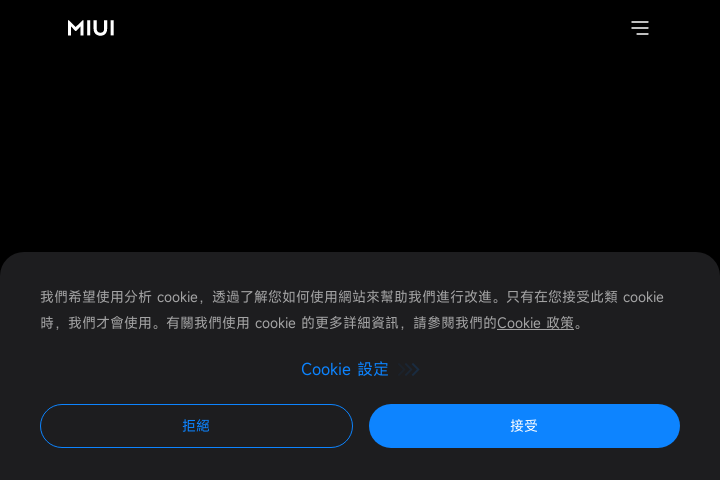 MIUI
我們希望使用分析 cookie，透過了解您如何使用網站來幫助我們進行改進。只有在您接受此類 cookie
時，我們才會使用。有關我們使用 cookie 的更多詳細資訊，請參閱我們的Cookie 政策。
Cookie 設定
拒絕
接受